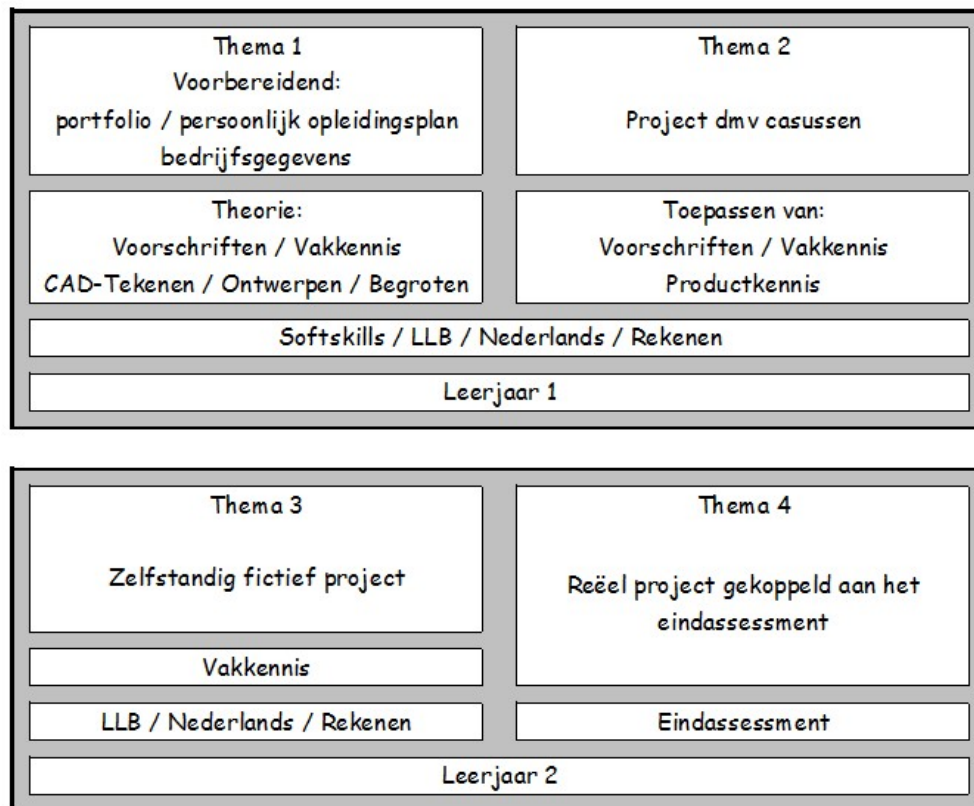 Thema 1
Voorbereidend:
portfolio / persoonlijk opleidingsplan
bedrijfsgegevens
Thema 2
Project dmv casussen
Theorie:
Voorschriften / Vakkennis
CAD-Tekenen / Ontwerpen / Begroten
Toepassen van:
Voorschriften / Vakkennis
Productkennis
Softskills / LLB / Nederlands / Rekenen
Leerjaar 1
Thema 3
Zelfstandig fictief project
Thema 4
Reëel project gekoppeld aan het
eindassessment
Vakkennis
LLB / Nederlands / Rekenen
Eindassessment
Leerjaar 2